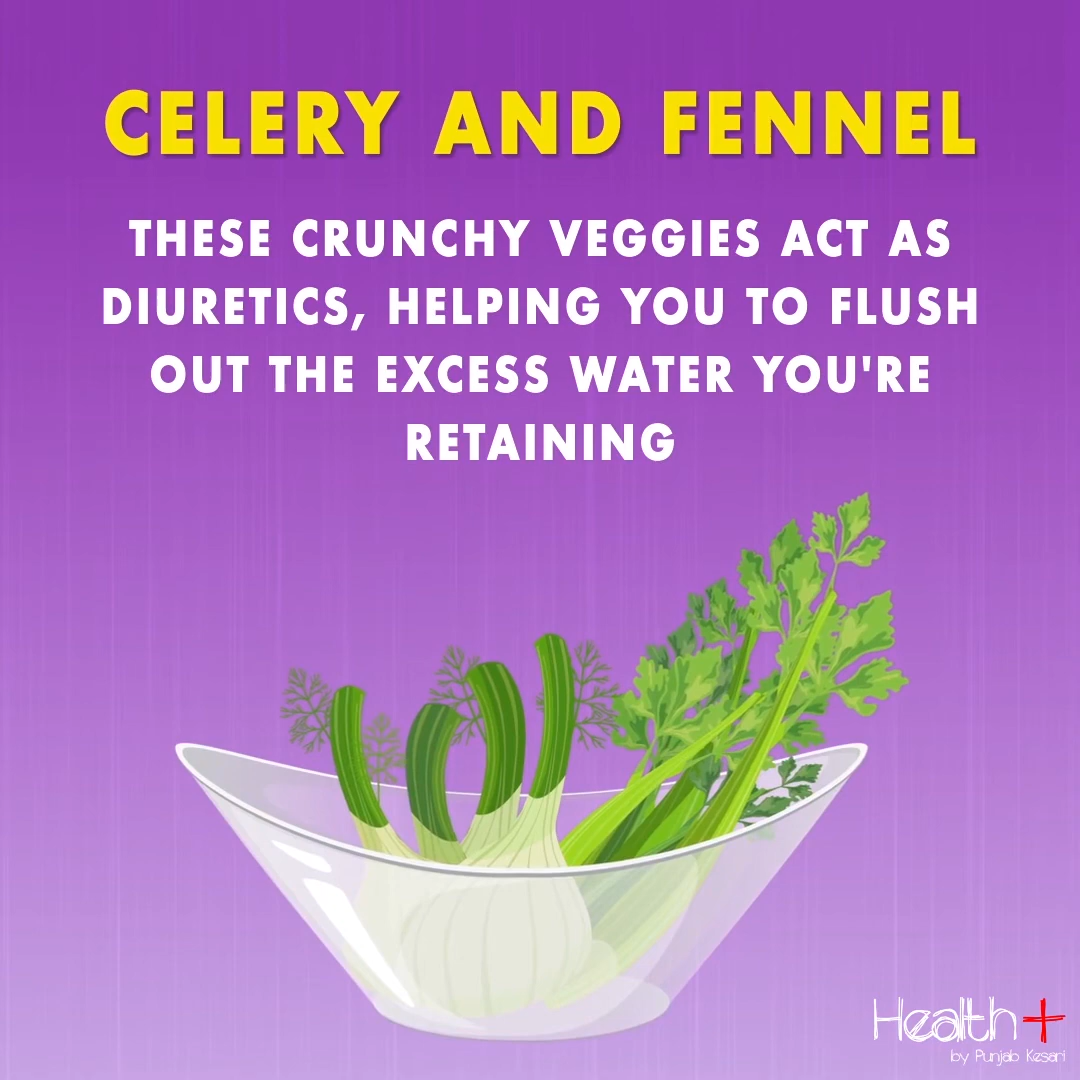 CELERY AND FENNEL
THESE CRUNCHY VEGGIES ACT AS
DIURETICS, HELPING YOU TO FLUSH
OUT THE EXCESS WATER YOU'RE
RETAINING
Health+
by Punjab Kesari